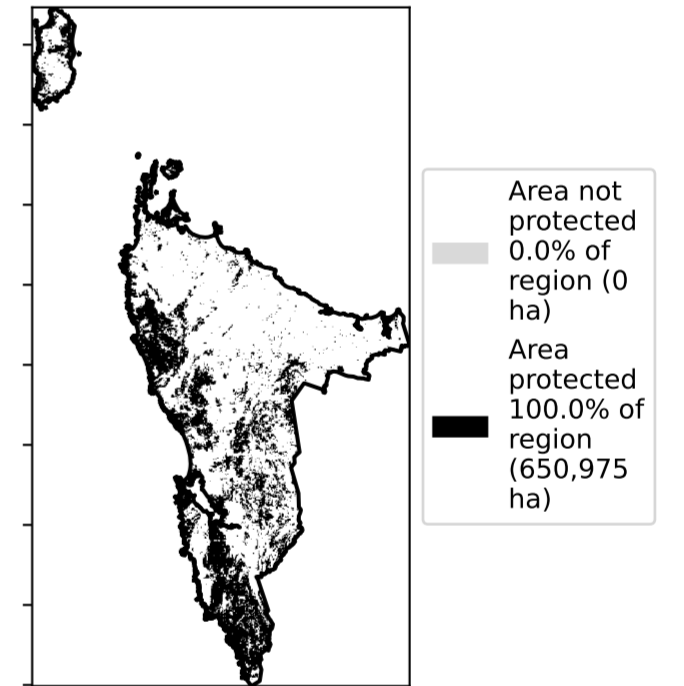 Area not
protected
0.0% of
region (0
ha)
Area
protected
100.0% of
region
(650,975
ha)